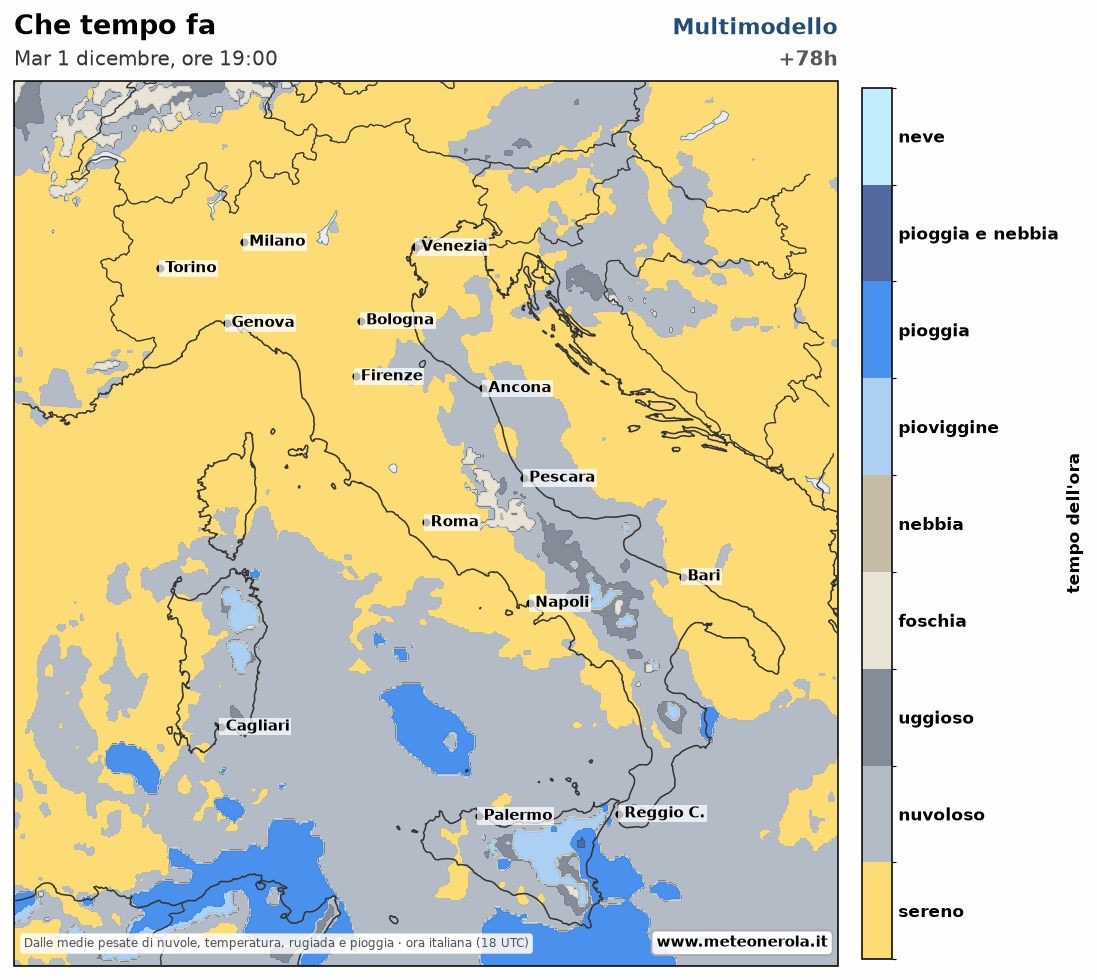 Che tempo fa
Multimodello
Mar 1 dicembre, ore 19:00
+78h
neve
pioggia e nebbia
pioggia
pioviggine
nebbia
foschia
uggioso
nuvoloso
sereno
tempo dell'ora
Milano
Venezia
Torino
Genova
Bologna
Firenze
Ancona
Pescara
Roma
Bari
Napoli
Cagliari
Palermo
Reggio C.
Dalle medie pesate di nuvole, temperatura, rugiada e pioggia · ora italiana (18 UTC)
www.meteonerola.it